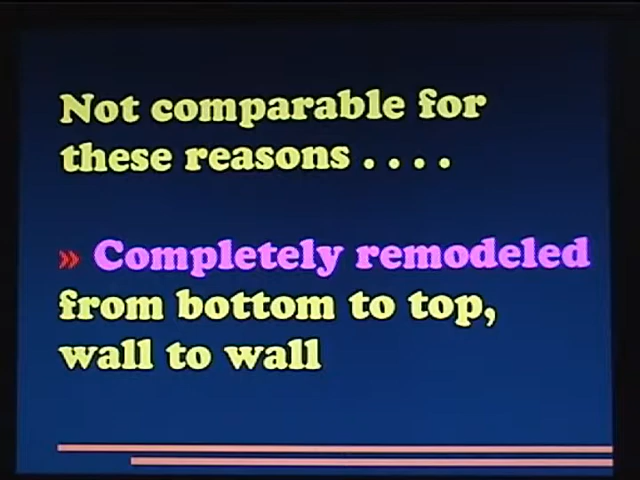 Not comparable for
these reasons . . . .
» Completely remodeled
from bottom to top,
wall to wall